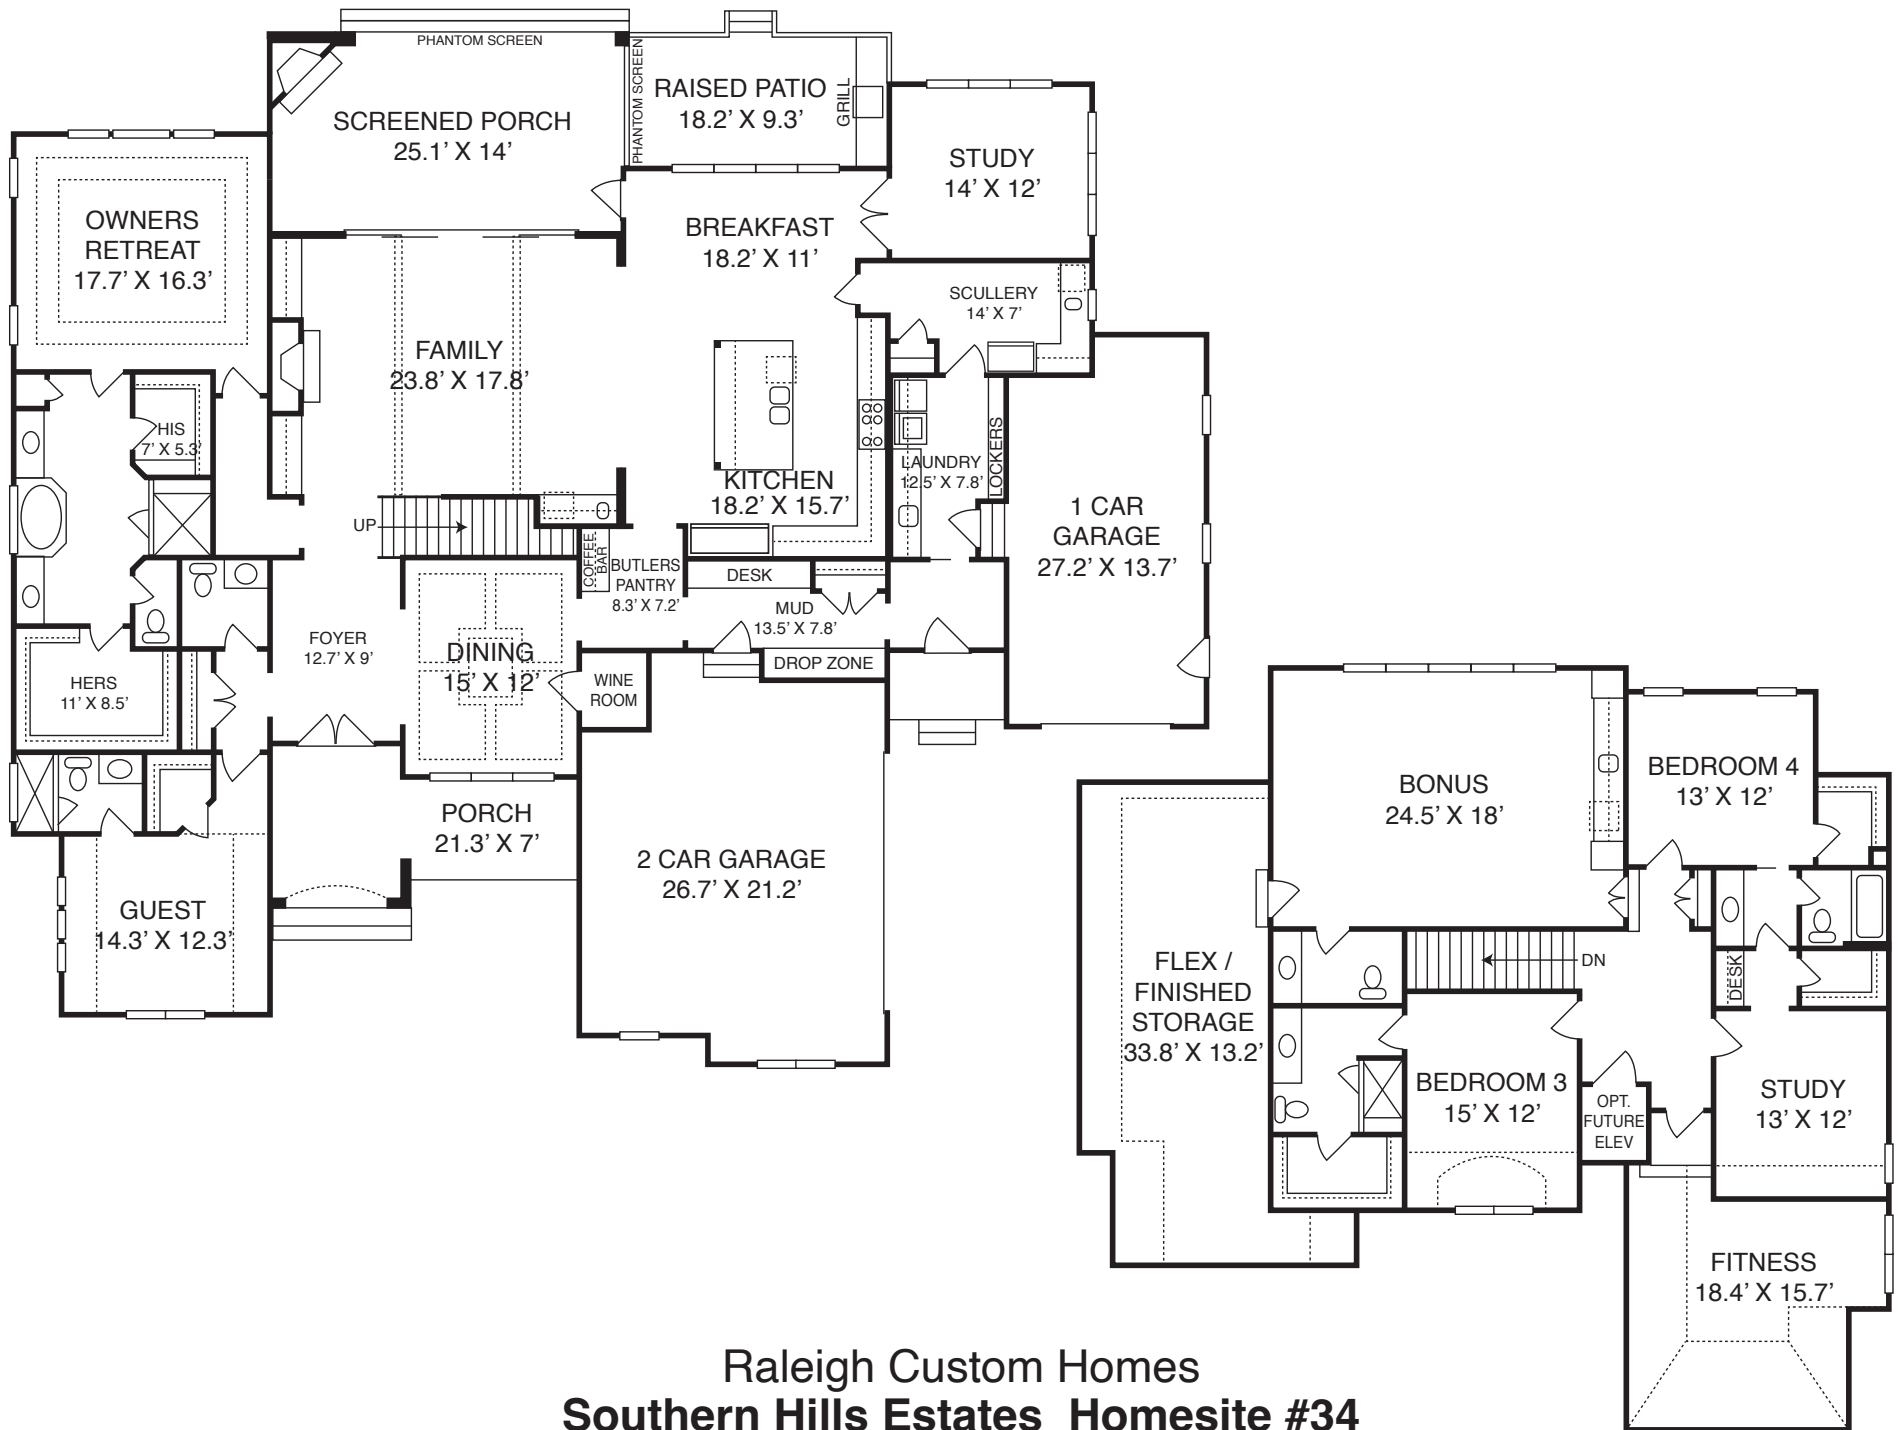 PHANTOM SCREEN
SCREENED PORCH
25.1’ X 14’
PHANTOM SCREEN
RAISED PATIO
18.2’ X 9.3’
GRILL
STUDY
14’ X 12’
OWNERS
RETREAT
17.7’ X 16.3’
BREAKFAST
18.2’ X 11’
SCULLERY
14’ X 7’
FAMILY
23.8’ X 17.8’
HIS
7’ X 5.3’
KITCHEN
18.2’ X 15.7’
LAUNDRY
12.5’ X 7.8’
LOCKERS
1 CAR
GARAGE
27.2’ X 13.7’
UP
COFFEE
BAR
BUTLERS
PANTRY
8.3’ X 7.2’
DESK
MUD
13.5’ X 7.8’
DROP ZONE
FOYER
12.7’ X 9’
DINING
15’ X 12’
WINE
ROOM
HERS
11’ X 8.5’
PORCH
21.3’ X 7’
2 CAR GARAGE
26.7’ X 21.2’
GUEST
14.3’ X 12.3’
BONUS
24.5’ X 18’
BEDROOM 4
13’ X 12’
FLEX /
FINISHED
STORAGE
33.8’ X 13.2’
DN
DESK
BEDROOM 3
15’ X 12’
OPT.
FUTURE
ELEV
STUDY
13’ X 12’
FITNESS
18.4’ X 15.7’
Raleigh Custom Homes
Southern Hills Estates Homesite #34